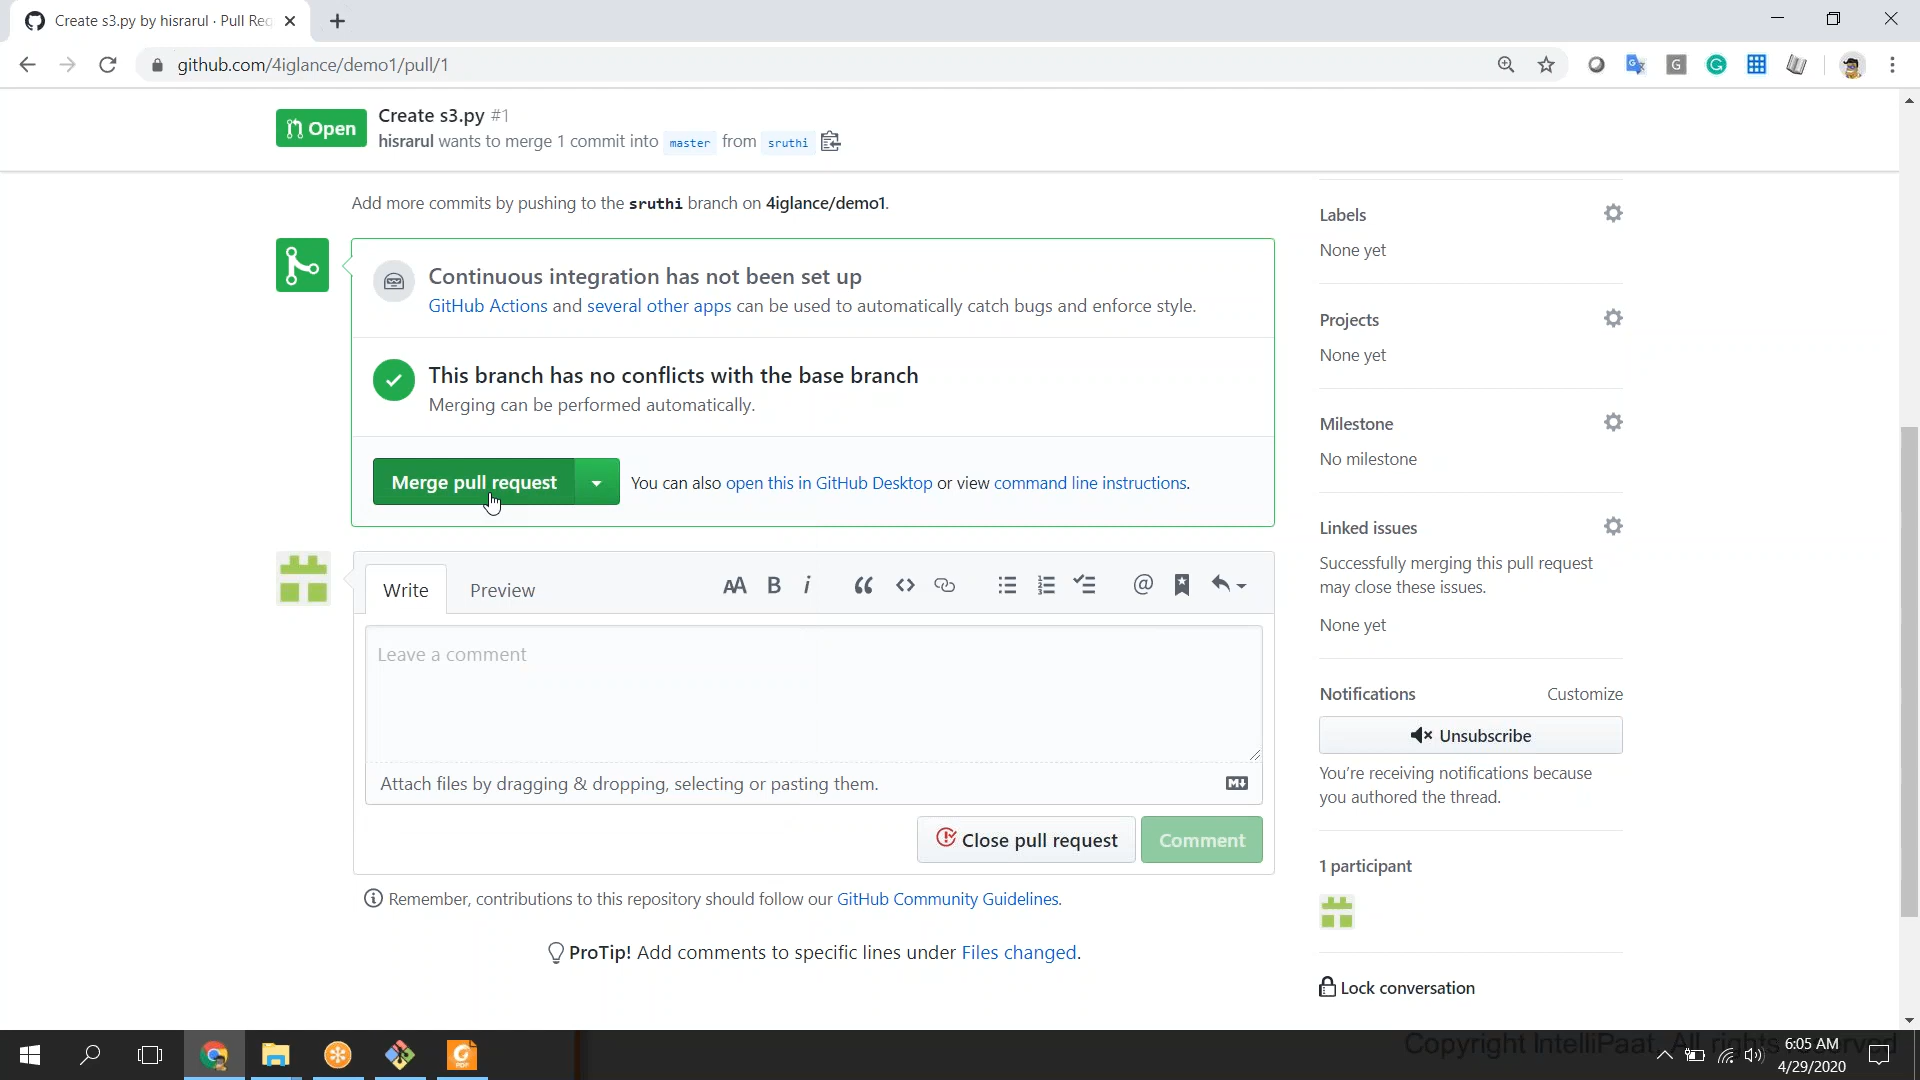 Create s3.py by hisrarul · Pull Req
github.com/4iglance/demo1/pull/1
Open
Create s3.py #1
hisrarul wants to merge 1 commit into master from sruthi
Add more commits by pushing to the sruthi branch on 4iglance/demo1.
Continuous integration has not been set up
GitHub Actions and several other apps can be used to automatically catch bugs and enforce style.
This branch has no conflicts with the base branch
Merging can be performed automatically.
Merge pull request
You can also open this in GitHub Desktop or view command line instructions.
Write
Preview
AA B i
Leave a comment
Attach files by dragging & dropping, selecting or pasting them.
Close pull request
Comment
Remember, contributions to this repository should follow our GitHub Community Guidelines.
ProTip! Add comments to specific lines under Files changed.
Labels
None yet
Projects
None yet
Milestone
No milestone
Linked issues
Successfully merging this pull request
may close these issues.
None yet
Notifications
Customize
Unsubscribe
You're receiving notifications because
you authored the thread.
1 participant
Lock conversation
Copyright IntelliPaat, All rights reserved
6:05 AM
4/29/2020